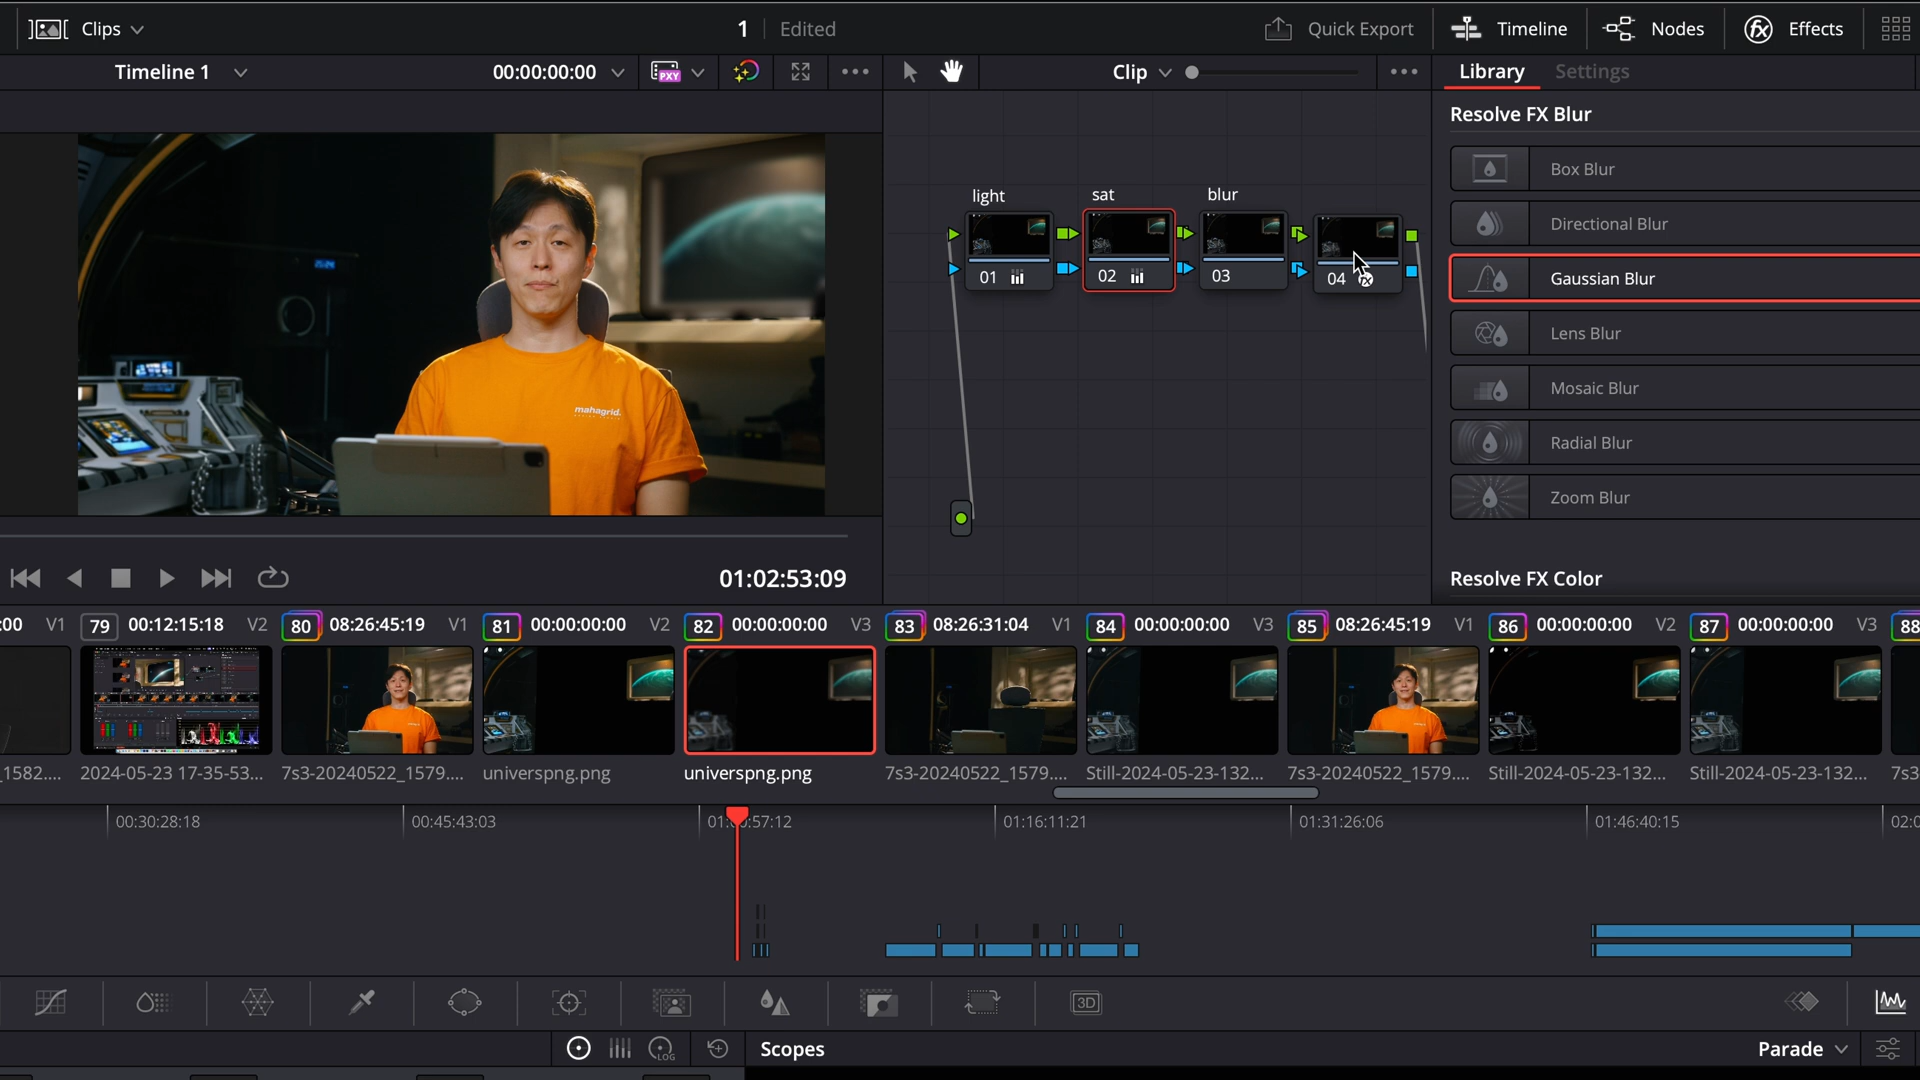 Clips
1 Edited
Quick Export
Timeline
Nodes
Effects
Timeline 1
00:00:00:00
PXY
Clip
Library
Settings
Resolve FX Blur
Box Blur
Directional Blur
Gaussian Blur
Lens Blur
Mosaic Blur
Radial Blur
Zoom Blur
Resolve FX Color
light
sat
blur
01
02
03
04
mahagrid.
01:02:53:09
:00 V1
79 00:12:15:18 V2
80 08:26:45:19 V1
81 00:00:00:00 V2
82 00:00:00:00 V3
83 08:26:31:04 V1
84 00:00:00:00 V3
85 08:26:45:19 V1
86 00:00:00:00 V2
87 00:00:00:00 V3
88
_1582....
2024-05-23 17-35-53...
7s3-20240522_1579....
universpng.png
universpng.png
7s3-20240522_1579....
Still-2024-05-23-132...
7s3-20240522_1579....
Still-2024-05-23-132...
Still-2024-05-23-132...
7s3
00:30:28:18
00:45:43:03
01:00:57:12
01:16:11:21
01:31:26:06
01:46:40:15
02:0
3D
LOG
Scopes
Parade